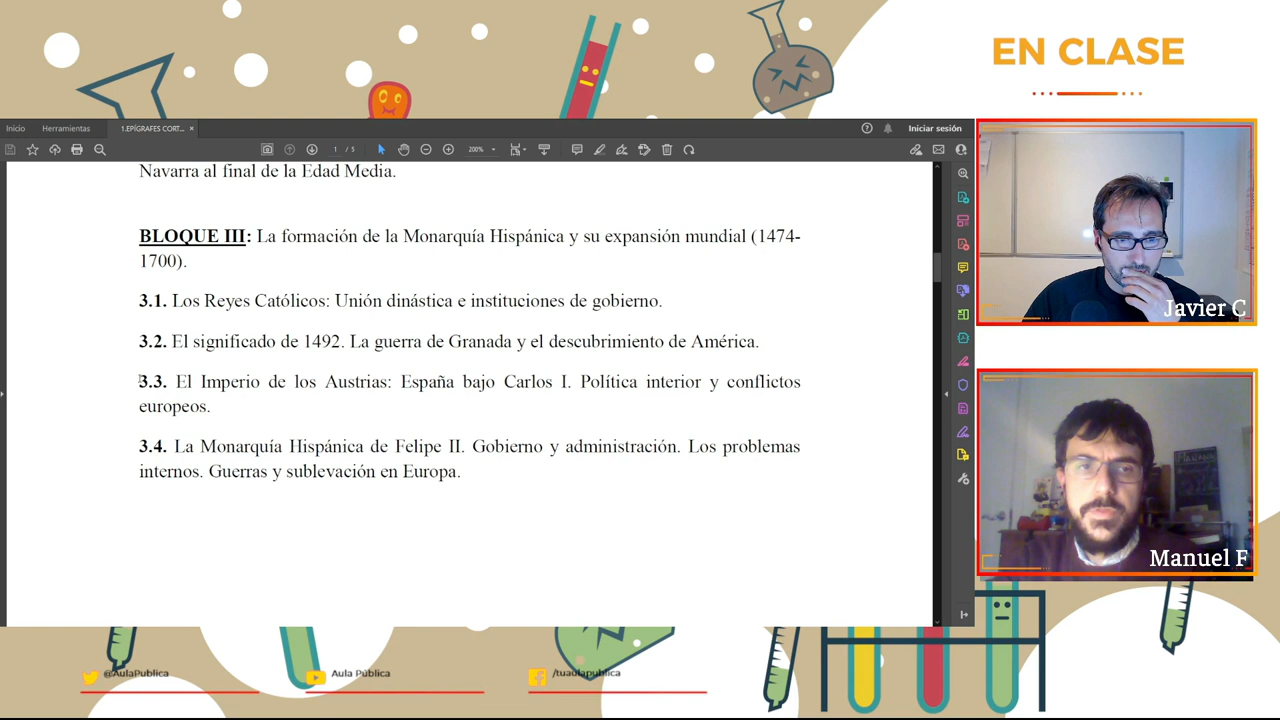 EN CLASE
Inicio
Herramientas
1.EPÍGRAFES CORT...
×
Iniciar sesión
1 / 5
200%
Navarra al final de la Edad Media.
BLOQUE III: La formación de la Monarquía Hispánica y su expansión mundial (1474-
1700).
3.1. Los Reyes Católicos: Unión dinástica e instituciones de gobierno.
3.2. El significado de 1492. La guerra de Granada y el descubrimiento de América.
3.3. El Imperio de los Austrias: España bajo Carlos I. Política interior y conflictos
europeos.
3.4. La Monarquía Hispánica de Felipe II. Gobierno y administración. Los problemas
internos. Guerras y sublevación en Europa.
Javier C
Manuel F
@AulaPublica
Aula Pública
/tuaulapublica